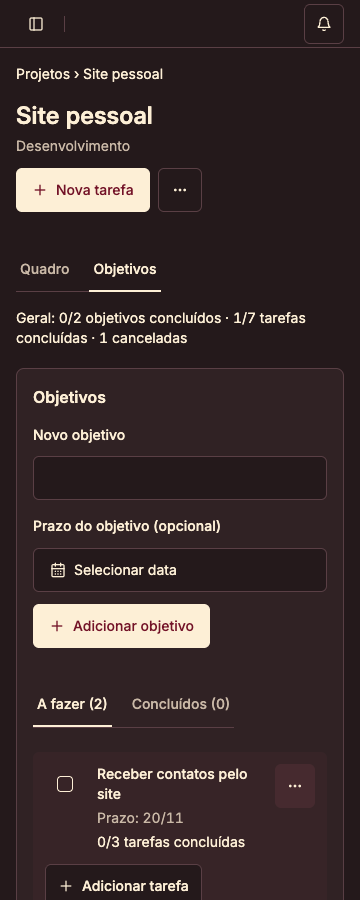 Projetos › Site pessoal
Site pessoal
Desenvolvimento
+ Nova tarefa
...
Quadro
Objetivos
Geral: 0/2 objetivos concluídos · 1/7 tarefas
concluídas · 1 canceladas
Objetivos
Novo objetivo
Prazo do objetivo (opcional)
Selecionar data
+ Adicionar objetivo
A fazer (2)
Concluídos (0)
Receber contatos pelo
site
...
Prazo: 20/11
0/3 tarefas concluídas
+ Adicionar tarefa